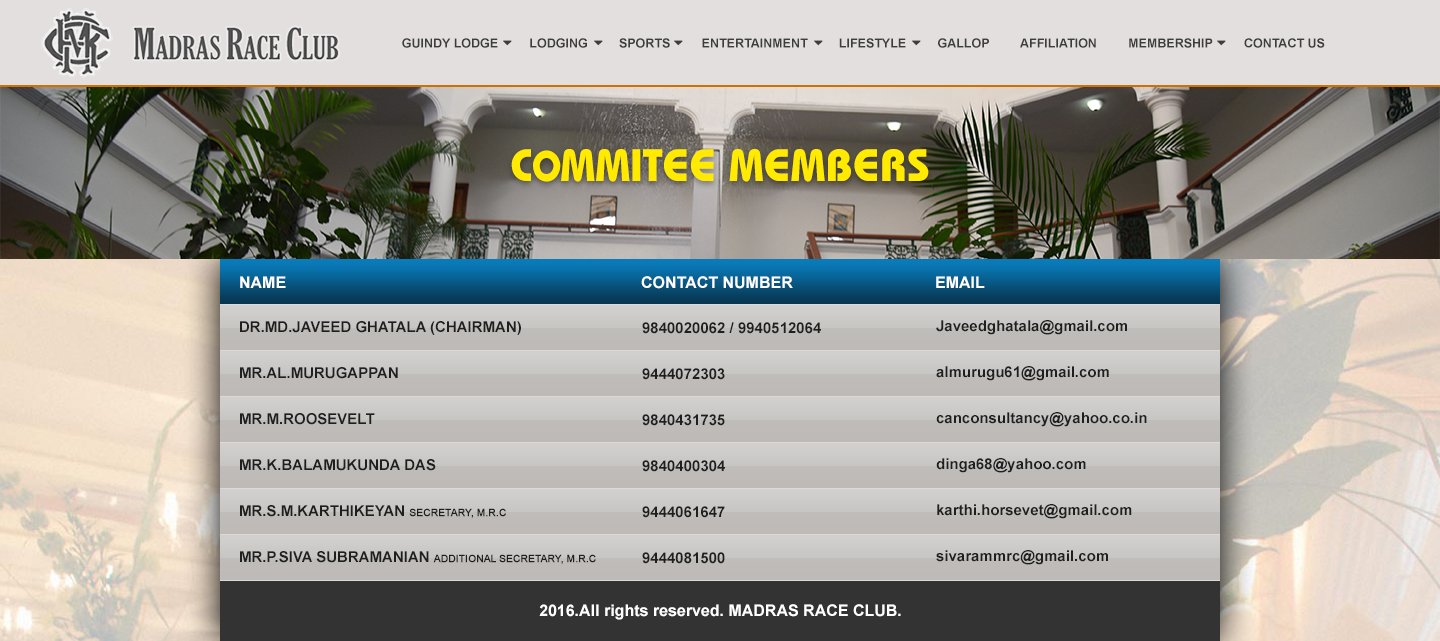 MADRAS RACE CLUB
GUINDY LODGE LODGING SPORTS ENTERTAINMENT LIFESTYLE GALLOP AFFILIATION MEMBERSHIP CONTACT US
COMMITEE MEMBERS
NAME CONTACT NUMBER EMAIL
DR.MD.JAVEED GHATALA (CHAIRMAN) 9840020062 / 9940512064 Javeedghatala@gmail.com
MR.AL.MURUGAPPAN 9444072303 almurugu61@gmail.com
MR.M.ROOSEVELT 9840431735 canconsultancy@yahoo.co.in
MR.K.BALAMUKUNDA DAS 9840400304 dinga68@yahoo.com
MR.S.M.KARTHIKEYAN SECRETARY, M.R.C 9444061647 karthi.horsevet@gmail.com
MR.P.SIVA SUBRAMANIAN ADDITIONAL SECRETARY, M.R.C 9444081500 sivarammrc@gmail.com
2016.All rights reserved. MADRAS RACE CLUB.